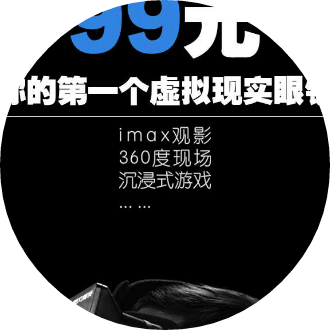 99元
你的第一个虚拟现实眼
imax观影
360度现场
沉浸式游戏
... ...